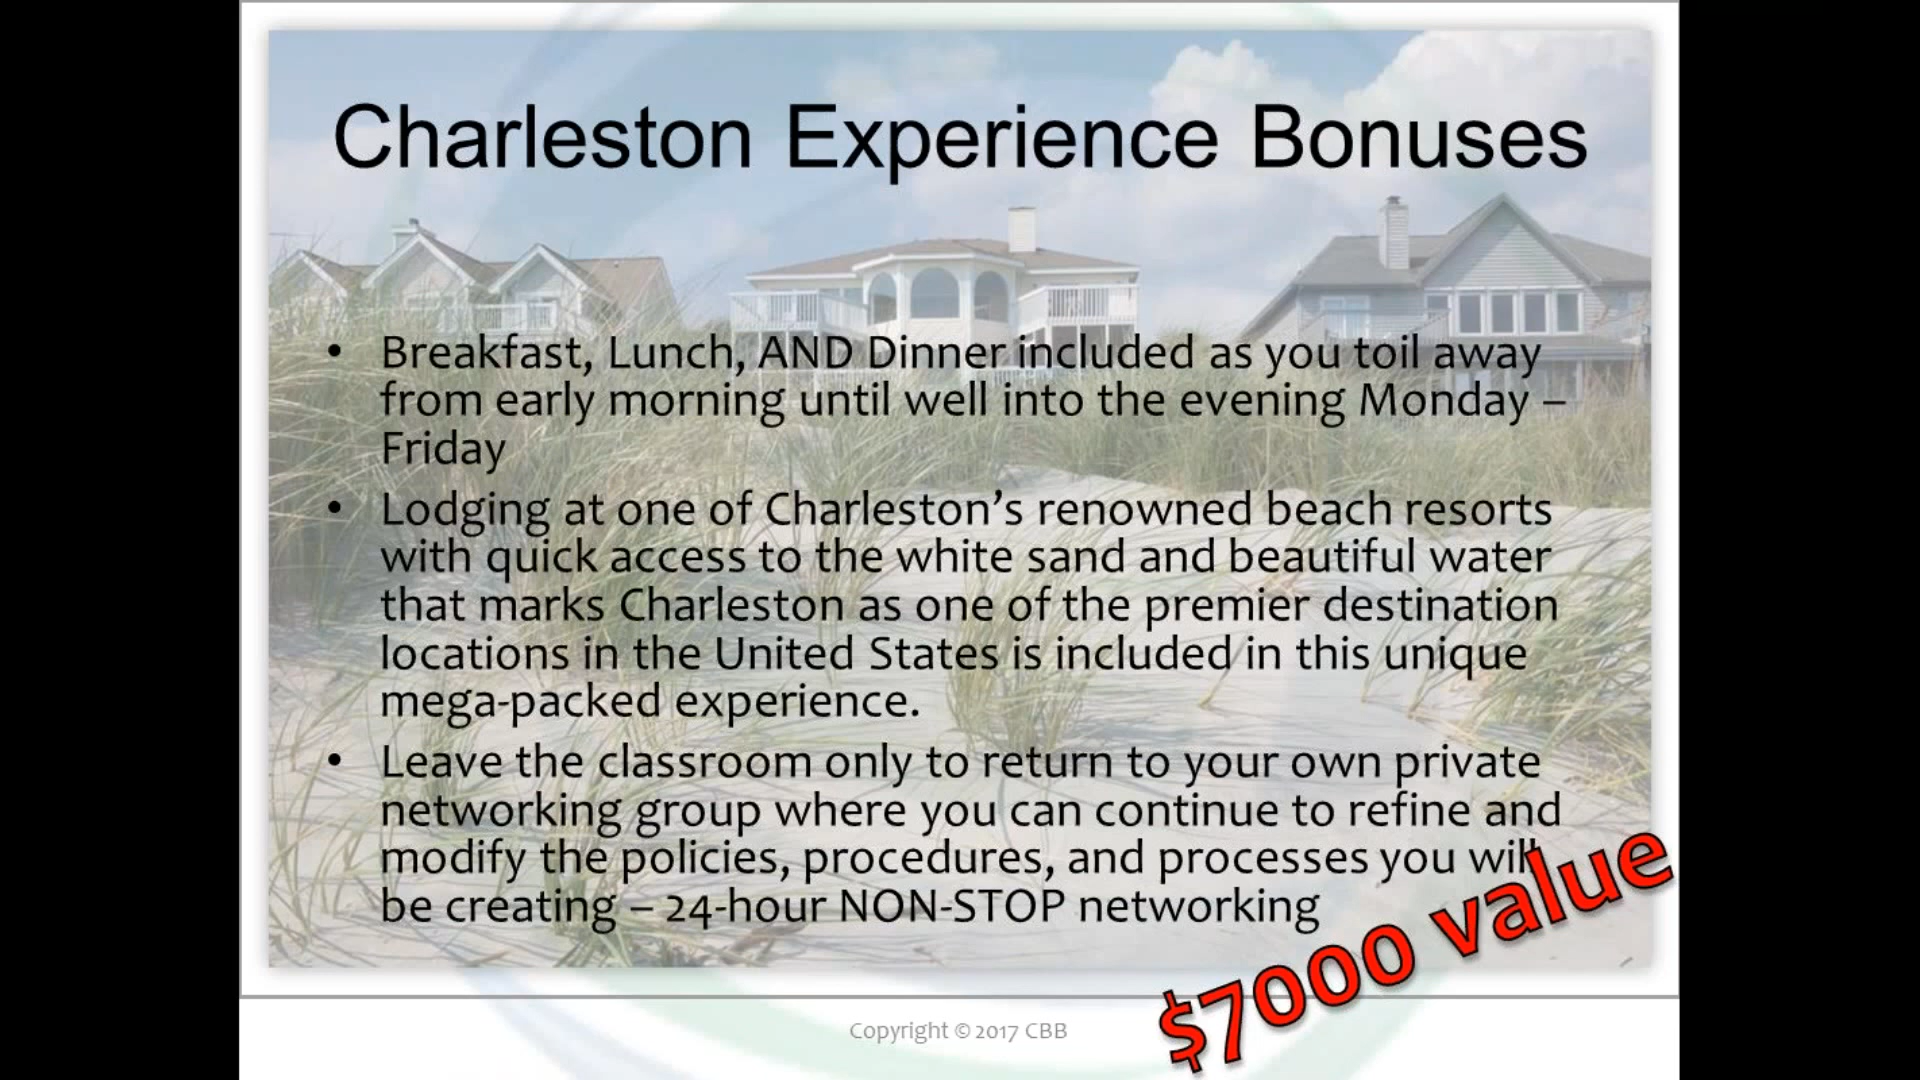 Charleston Experience Bonuses
• Breakfast, Lunch, AND Dinner included as you toil away
from early morning until well into the evening Monday –
Friday
• Lodging at one of Charleston’s renowned beach resorts
with quick access to the white sand and beautiful water
that marks Charleston as one of the premier destination
locations in the United States is included in this unique
mega-packed experience.
• Leave the classroom only to return to your own private
networking group where you can continue to refine and
modify the policies, procedures, and processes you will
be creating – 24-hour NON-STOP networking
$7000 value
Copyright © 2017 CBB